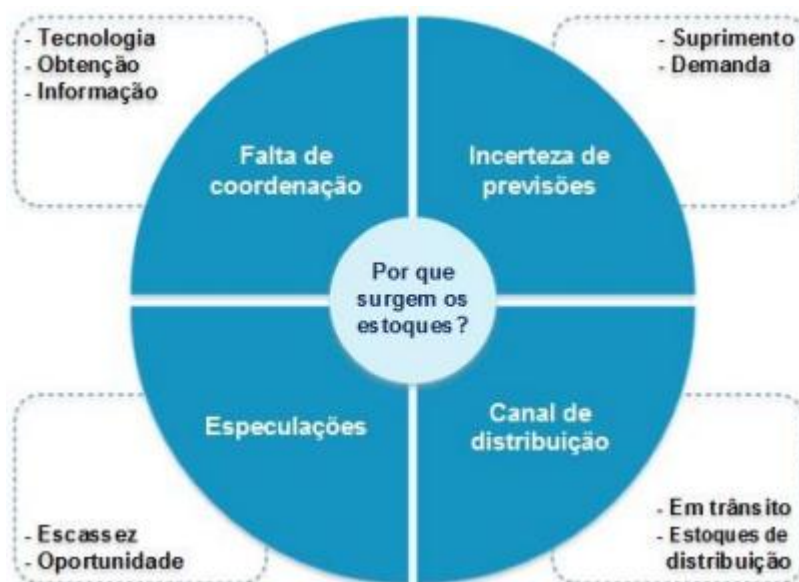 - Tecnologia
- Obtenção
- Informação
- Suprimento
- Demanda
Falta de
coordenação
Incerteza de
previsões
Por que
surgem os
estoques?
Especulações
Canal de
distribuição
- Escassez
- Oportunidade
- Em trânsito
- Estoques de
distribuição